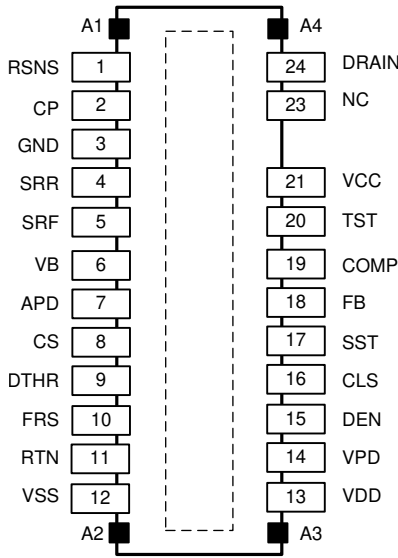 A1 A4
RSNS 1 24 DRAIN
CP 2 23 NC
GND 3
SRR 4 21 VCC
SRF 5 20 TST
VB 6 19 COMP
APD 7 18 FB
CS 8 17 SST
DTHR 9 16 CLS
FRS 10 15 DEN
RTN 11 14 VPD
VSS 12 13 VDD
A2 A3